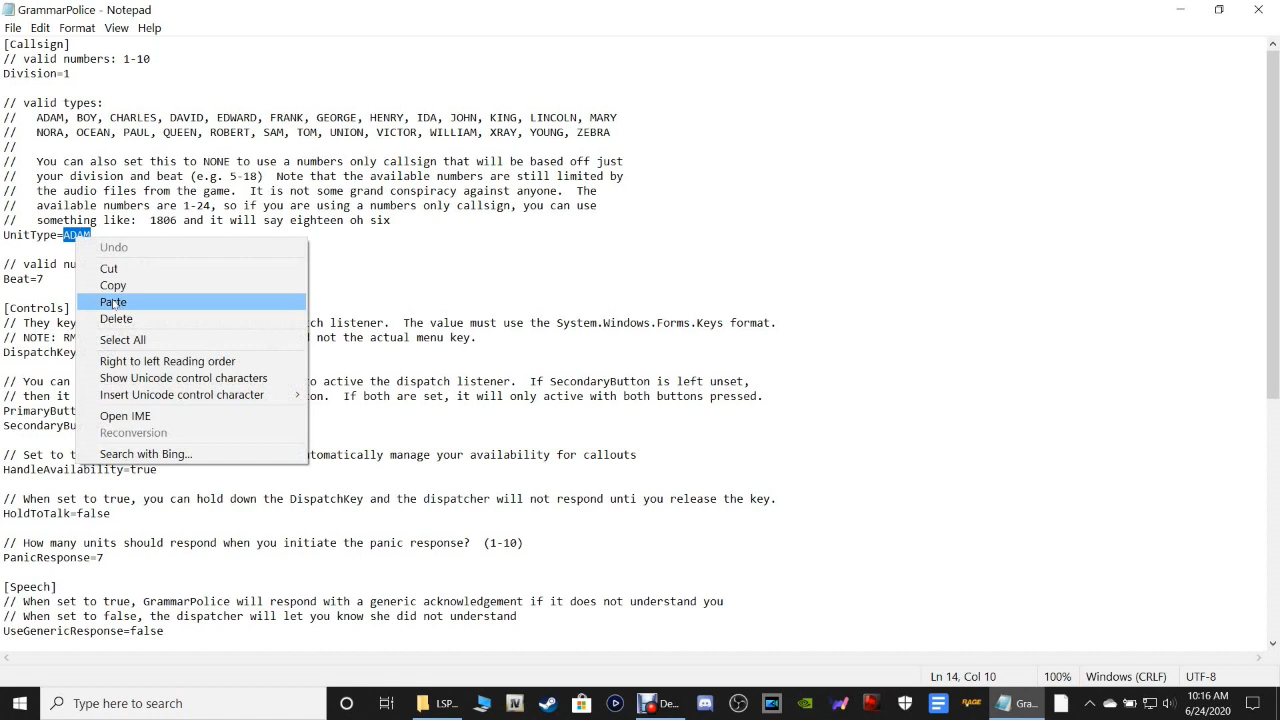 GrammarPolice - Notepad
File Edit Format View Help
[Callsign]
// valid numbers: 1-10
Division=1
// valid types:
// ADAM, BOY, CHARLES, DAVID, EDWARD, FRANK, GEORGE, HENRY, IDA, JOHN, KING, LINCOLN, MARY
// NORA, OCEAN, PAUL, QUEEN, ROBERT, SAM, TOM, UNION, VICTOR, WILLIAM, XRAY, YOUNG, ZEBRA
//
// You can also set this to NONE to use a numbers only callsign that will be based off just
// your division and beat (e.g. 5-18) Note that the available numbers are still limited by
// the audio files from the game. It is not some grand conspiracy against anyone. The
// available numbers are 1-24, so if you are using a numbers only callsign, you can use
// something like: 1806 and it will say eighteen oh six
UnitType=ADAM
Undo
// valid nu
Cut
Beat=7
Copy
[Controls]
Paste
// They key
ch listener. The value must use the System.Windows.Forms.Keys format.
Delete
// NOTE: RM
not the actual menu key.
Select All
DispatchKey
Right to left Reading order
// You can
to active the dispatch listener. If SecondaryButton is left unset,
Show Unicode control characters
// then it
on. If both are set, it will only active with both buttons pressed.
Insert Unicode control character
PrimaryButt
Open IME
SecondaryBu
Reconversion
// Set to t
utomatically manage your availability for callouts
Search with Bing...
HandleAvailability=true
// When set to true, you can hold down the DispatchKey and the dispatcher will not respond unti you release the key.
HoldToTalk=false
// How many units should respond when you initiate the panic response? (1-10)
PanicResponse=7
[Speech]
// When set to true, GrammarPolice will respond with a generic acknowledgement if it does not understand you
// When set to false, the dispatcher will let you know she did not understand
UseGenericResponse=false
Ln 14, Col 10 100% Windows (CRLF) UTF-8
Type here to search
LSP...
De...
RAGE
Gra...
10:16 AM
6/24/2020